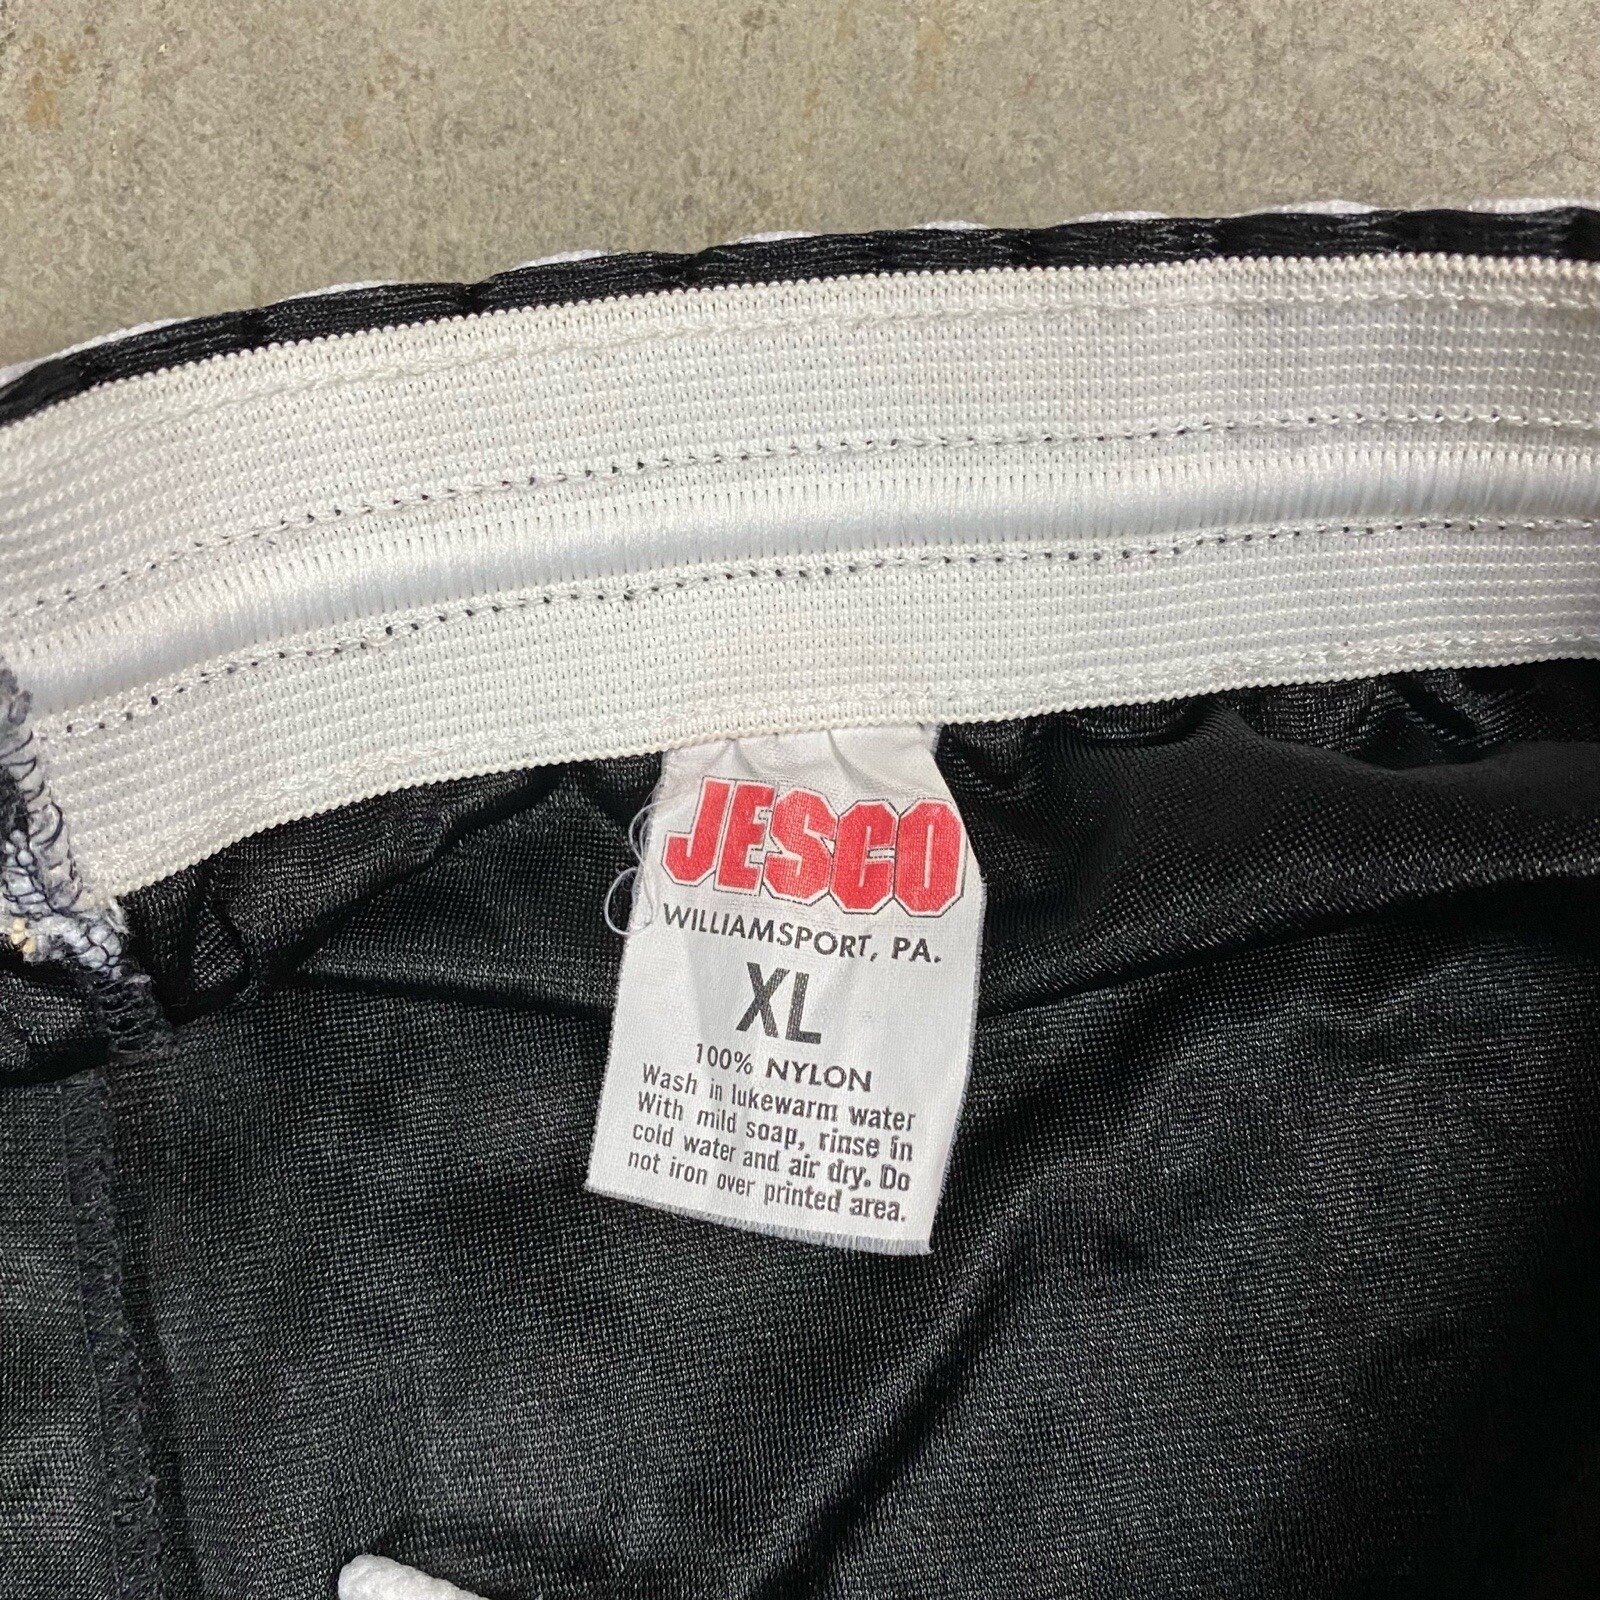 JESCO
WILLIAMSPORT, PA.
XL
100% NYLON
Wash in lukewarm water
With mild soap, rinse in
cold water and air dry. Do
not iron over printed area.